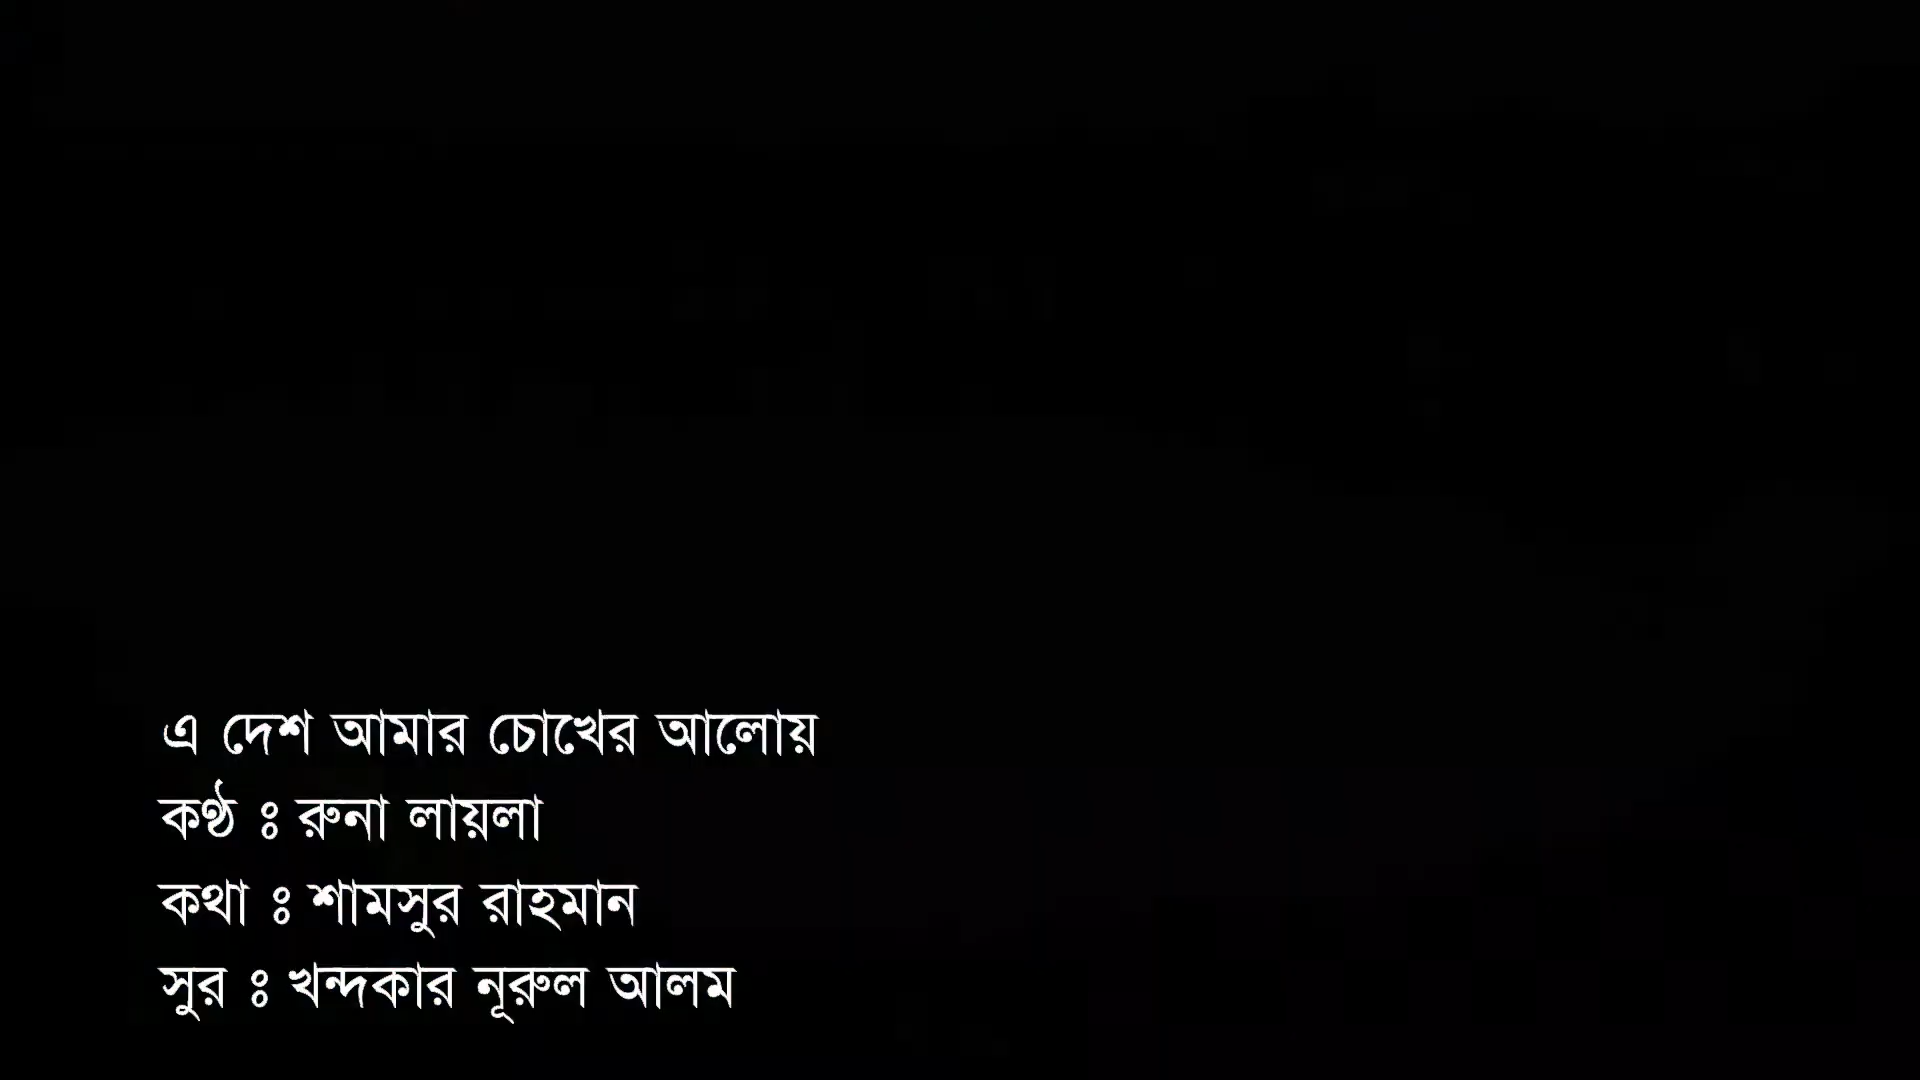 এ দেশ আমার চোখের আলোয়
কণ্ঠ ঃ রুনা লায়লা
কথা ঃ শামসুর রাহমান
সুর ঃ খন্দকার নূরুল আলম